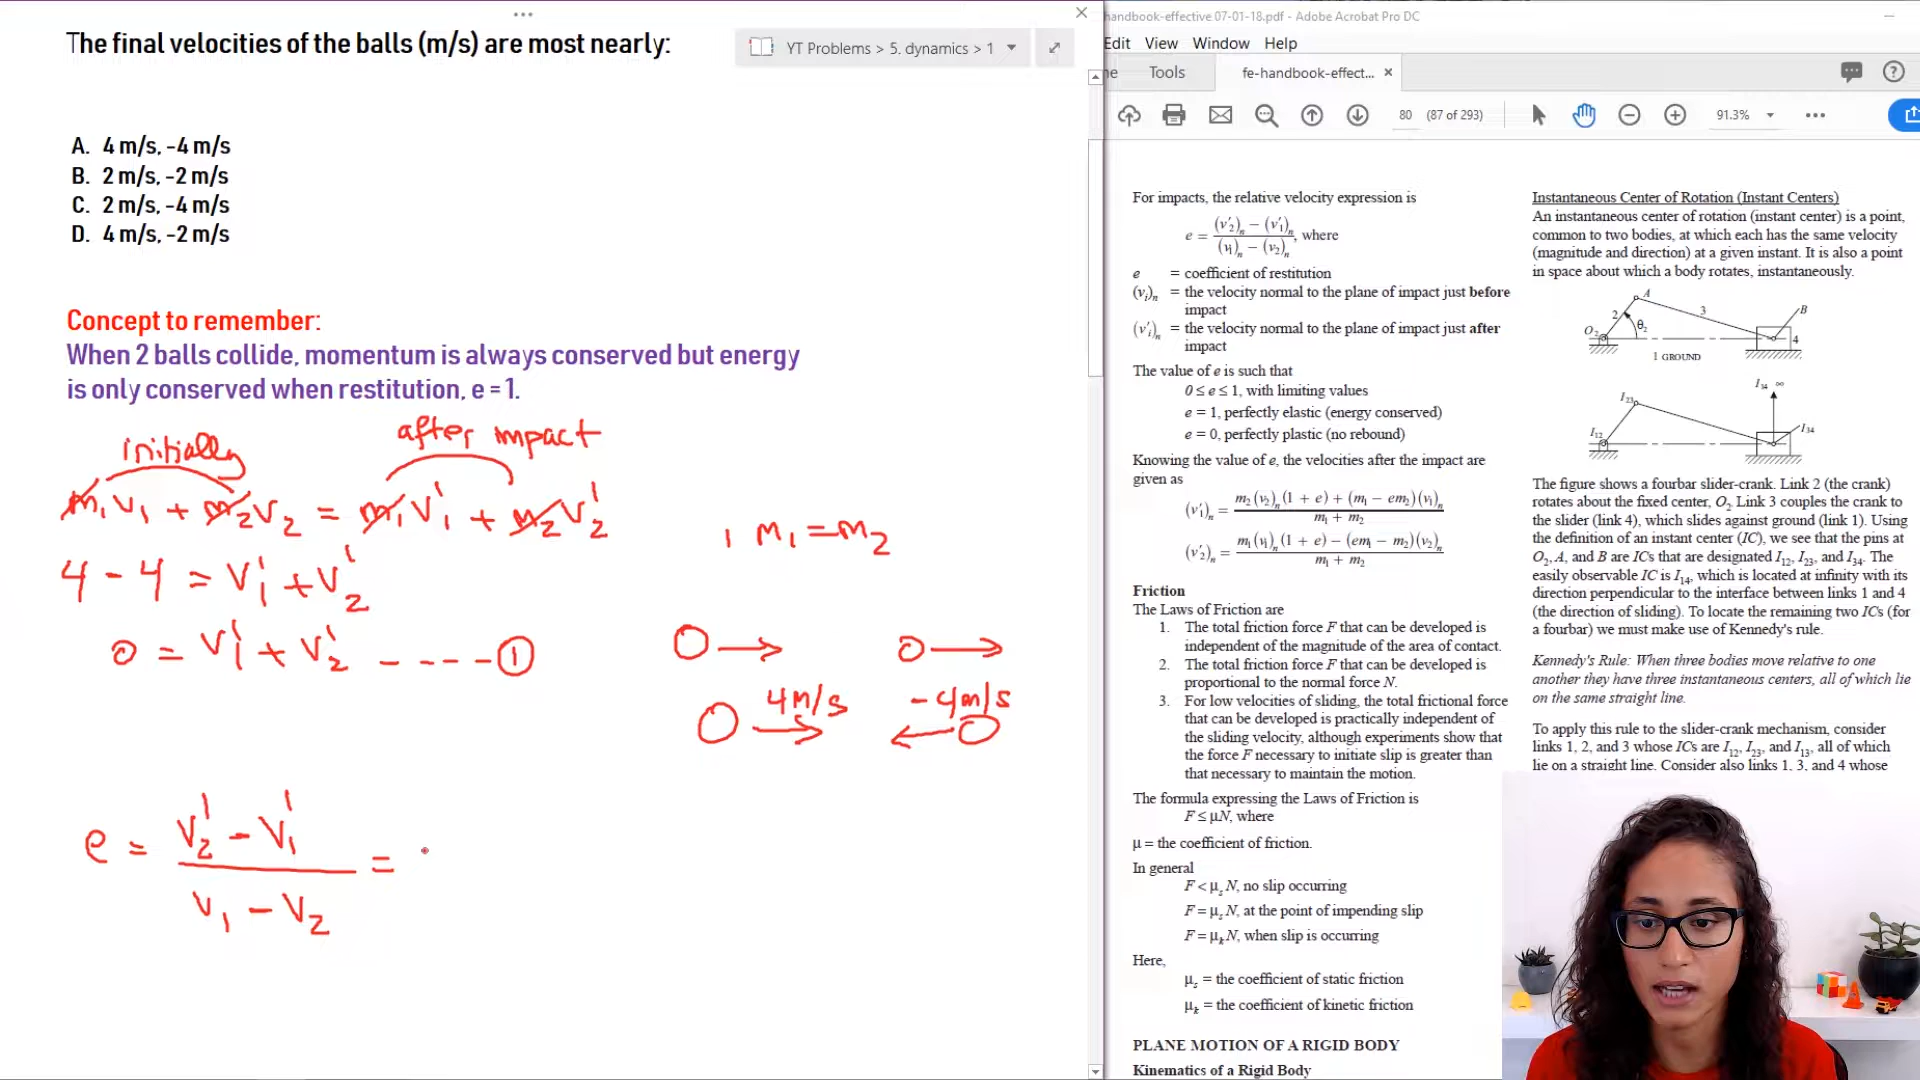 The final velocities of the balls (m/s) are most nearly:
YT Problems > 5. dynamics > 1
A. 4 m/s, -4 m/s
B. 2 m/s, -2 m/s
C. 2 m/s, -4 m/s
D. 4 m/s, -2 m/s
Concept to remember:
When 2 balls collide, momentum is always conserved but energy
is only conserved when restitution, e = 1.
initially
after impact
m₁v₁ + m₂v₂ = m₁v₁' + m₂v₂'
, m₁ = m₂
4 - 4 = v₁' + v₂'
0 = v₁' + v₂' - - - - - ①
4m/s
-4m/s
e = (v₂' - v₁') / (v₁ - v₂) =
handbook-effective 07-01-18.pdf - Adobe Acrobat Pro DC
Edit View Window Help
me Tools fe-handbook-effect... ×
80 (87 of 293) 91.3%
For impacts, the relative velocity expression is
e = ((v'₂)ₙ − (v'₁)ₙ) / ((v₁)ₙ − (v₂)ₙ), where
e = coefficient of restitution
(vᵢ)ₙ = the velocity normal to the plane of impact just before
impact
(v'ᵢ)ₙ = the velocity normal to the plane of impact just after
impact
The value of e is such that
0 ≤ e ≤ 1, with limiting values
e = 1, perfectly elastic (energy conserved)
e = 0, perfectly plastic (no rebound)
Knowing the value of e, the velocities after the impact are
given as
(v'₁)ₙ = (m₂(v₂)ₙ(1 + e) + (m₁ − em₂)(v₁)ₙ) / (m₁ + m₂)
(v'₂)ₙ = (m₁(v₁)ₙ(1 + e) − (em₁ − m₂)(v₂)ₙ) / (m₁ + m₂)
Friction
The Laws of Friction are
1. The total friction force F that can be developed is
independent of the magnitude of the area of contact.
2. The total friction force F that can be developed is
proportional to the normal force N.
3. For low velocities of sliding, the total frictional force
that can be developed is practically independent of
the sliding velocity, although experiments show that
the force F necessary to initiate slip is greater than
that necessary to maintain the motion.
The formula expressing the Laws of Friction is
F ≤ μN, where
μ = the coefficient of friction.
In general
F < μₛ N, no slip occurring
F = μₛ N, at the point of impending slip
F = μₖ N, when slip is occurring
Here,
μₛ = the coefficient of static friction
μₖ = the coefficient of kinetic friction
PLANE MOTION OF A RIGID BODY
Kinematics of a Rigid Body
Instantaneous Center of Rotation (Instant Centers)
An instantaneous center of rotation (instant center) is a point,
common to two bodies, at which each has the same velocity
(magnitude and direction) at a given instant. It is also a point
in space about which a body rotates, instantaneously.
A
2
3
B
O₂
θ₂
4
1 GROUND
I₁₄ ∞
I₂₃
I₁₂
I₃₄
The figure shows a fourbar slider-crank. Link 2 (the crank)
rotates about the fixed center, O₂. Link 3 couples the crank to
the slider (link 4), which slides against ground (link 1). Using
the definition of an instant center (IC), we see that the pins at
O₂, A, and B are ICs that are designated I₁₂, I₂₃, and I₃₄. The
easily observable IC is I₁₄, which is located at infinity with its
direction perpendicular to the interface between links 1 and 4
(the direction of sliding). To locate the remaining two ICs (for
a fourbar) we must make use of Kennedy's rule.
Kennedy's Rule: When three bodies move relative to one
another they have three instantaneous centers, all of which lie
on the same straight line.
To apply this rule to the slider-crank mechanism, consider
links 1, 2, and 3 whose ICs are I₁₂, I₂₃, and I₁₃, all of which
lie on a straight line. Consider also links 1, 3, and 4 whose